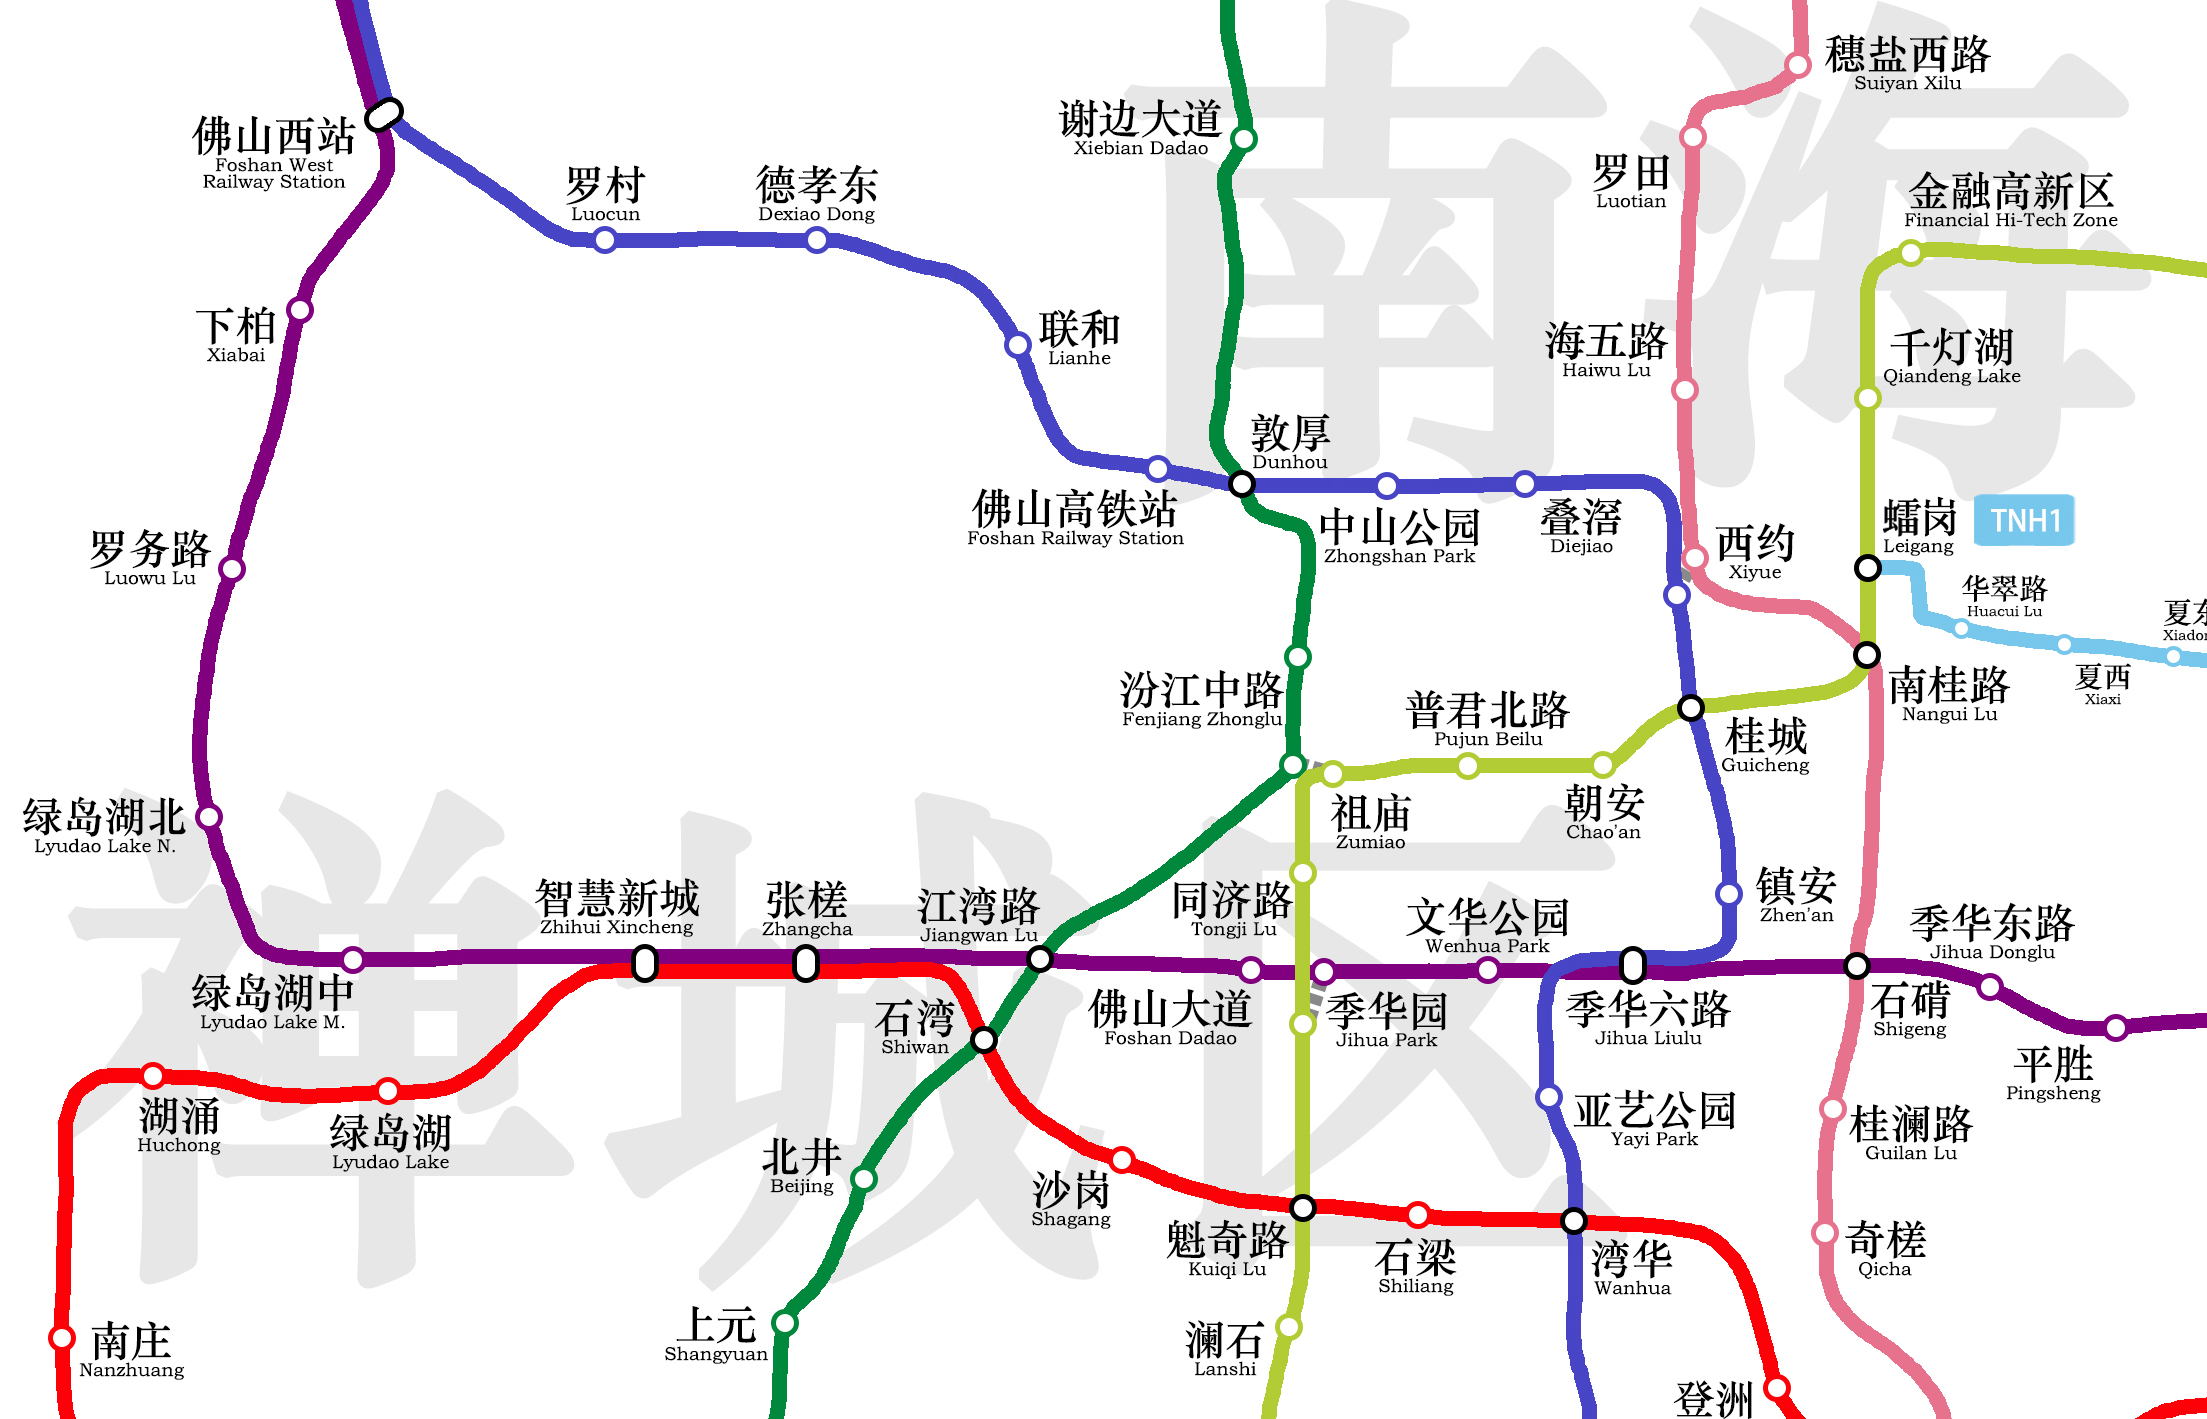 穗盐西路
Suiyan Xilu
谢边大道
Xiebian Dadao
佛山西站
Foshan West
Railway Station
罗村
Luocun
德孝东
Dexiao Dong
罗田
Luotian
金融高新区
Financial Hi-Tech Zone
南海
下柏
Xiabai
联和
Lianhe
海五路
Haiwu Lu
千灯湖
Qiandeng Lake
敦厚
Dunhou
佛山高铁站
Foshan Railway Station
中山公园
Zhongshan Park
叠滘
Diejiao
西约
Xiyue
蠕岗
Leigang
TNH1
罗务路
Luowu Lu
华翠路
Huacui Lu
夏东
Xiadon
夏西
Xiaxi
汾江中路
Fenjiang Zhonglu
普君北路
Pujun Beilu
南桂路
Nangui Lu
桂城
Guicheng
绿岛湖北
Lyudao Lake N.
祖庙
Zumiao
朝安
Chao'an
禅城区
智慧新城
Zhihui Xincheng
张槎
Zhangcha
江湾路
Jiangwan Lu
同济路
Tongji Lu
文华公园
Wenhua Park
镇安
Zhen'an
季华东路
Jihua Donglu
绿岛湖中
Lyudao Lake M.
石湾
Shiwan
佛山大道
Foshan Dadao
季华园
Jihua Park
季华六路
Jihua Liulu
石硝
Shigeng
平胜
Pingsheng
湖涌
Huchong
绿岛湖
Lyudao Lake
北井
Beijing
沙岗
Shagang
亚艺公园
Yayi Park
桂澜路
Guilan Lu
魁奇路
Kuiqi Lu
石梁
Shiliang
湾华
Wanhua
奇槎
Qicha
南庄
Nanzhuang
上元
Shangyuan
澜石
Lanshi
登洲